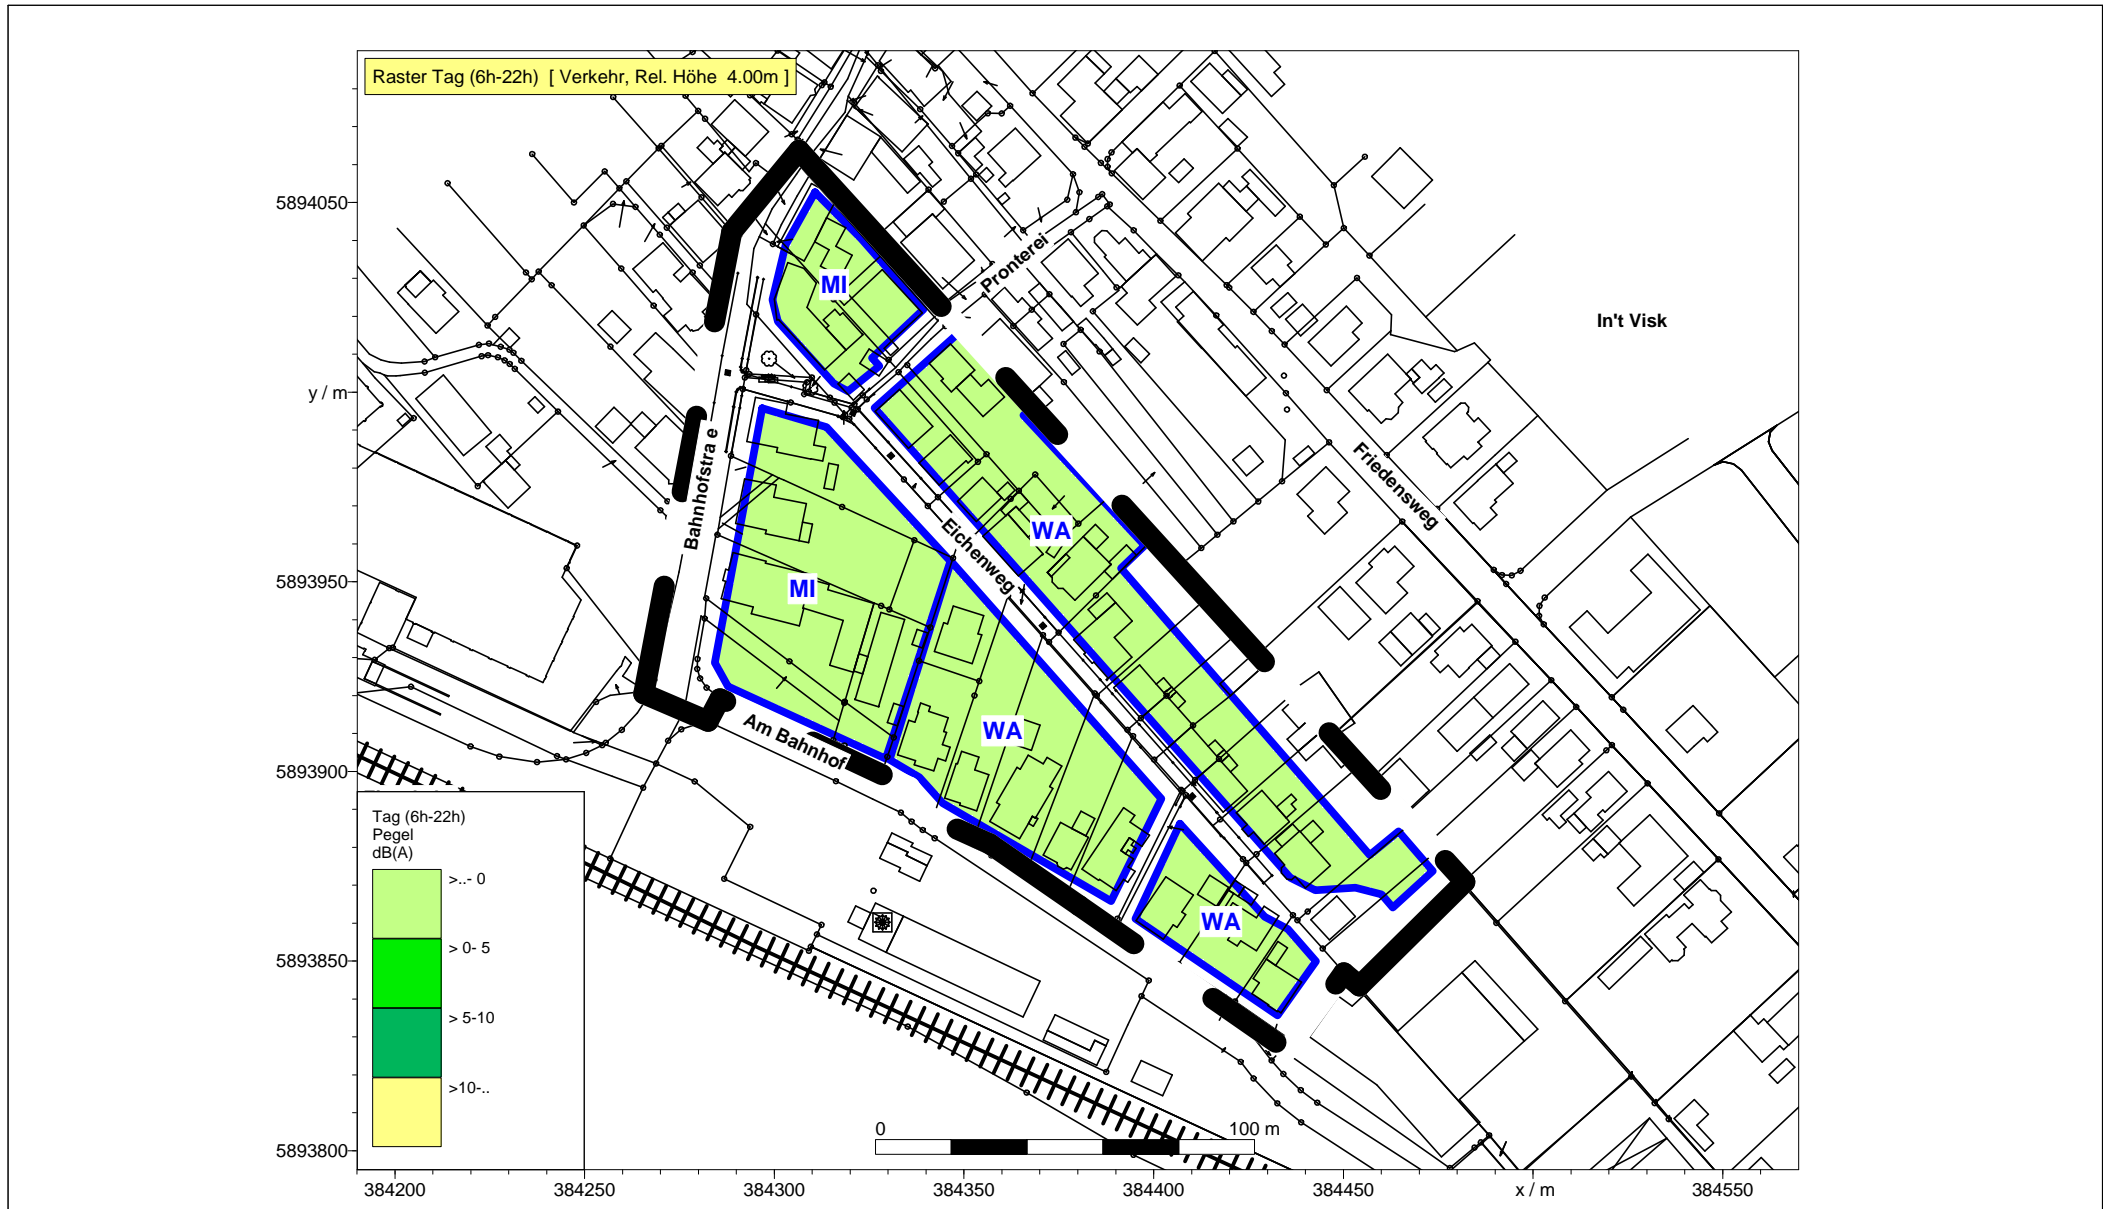 Raster Tag (6h-22h) [ Verkehr, Rel. Höhe 4.00m ]
5894050
Pronterei
MI
In't Visk
y / m
Bahnhofstra e
Friedensweg
WA
Eichenweg
5893950
MI
WA
Am Bahnhof
5893900
Tag (6h-22h)
Pegel
dB(A)
>..- 0
> 0- 5
> 5-10
>10-..
WA
5893850
0 100 m
5893800
384200 384250 384300 384350 384400 384450 x / m 384550